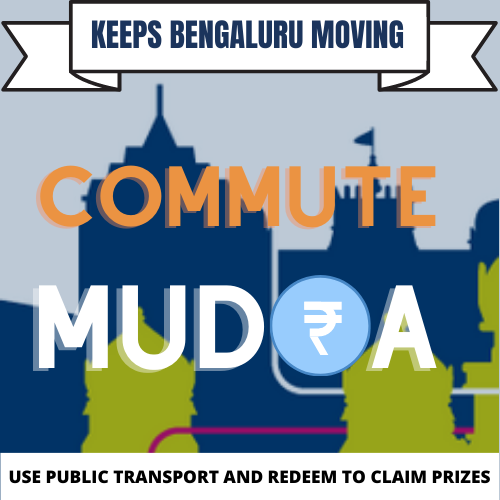 KEEPS BENGALURU MOVING
COMMUTE
MUD₹A
USE PUBLIC TRANSPORT AND REDEEM TO CLAIM PRIZES